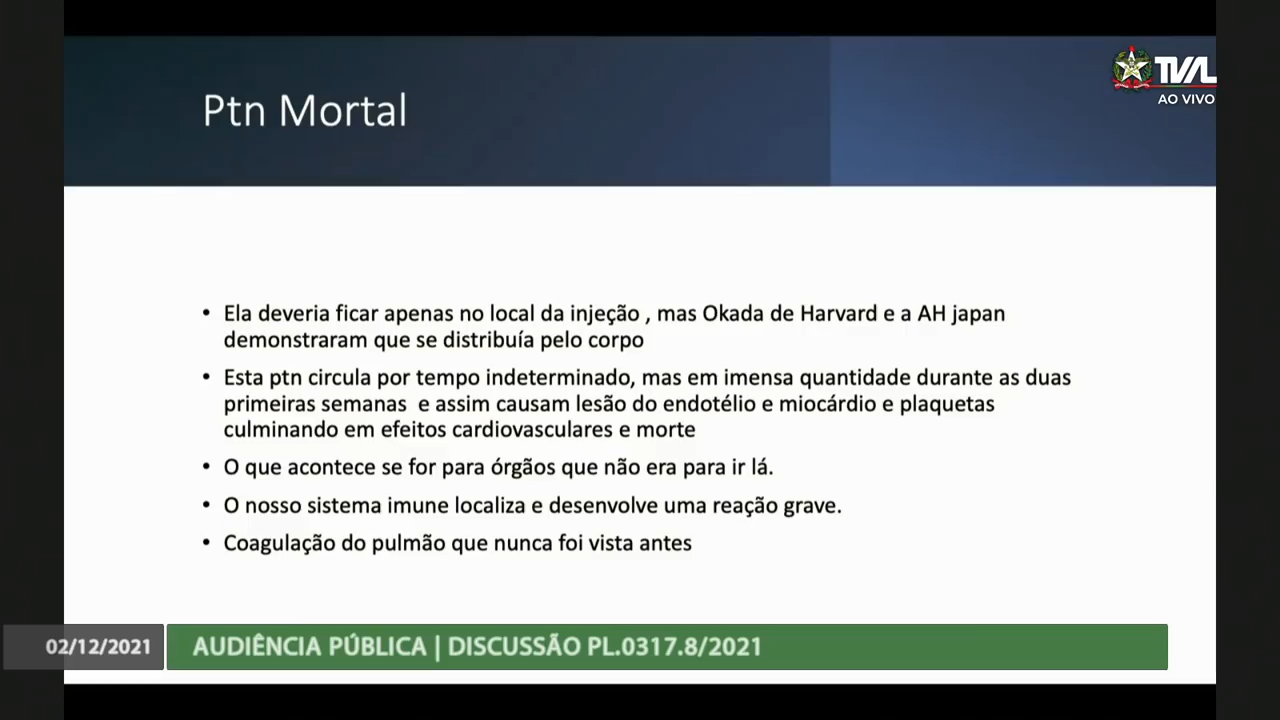 Ptn Mortal
TVAL
AO VIVO
• Ela deveria ficar apenas no local da injeção , mas Okada de Harvard e a AH japan
demonstraram que se distribuía pelo corpo
• Esta ptn circula por tempo indeterminado, mas em imensa quantidade durante as duas
primeiras semanas e assim causam lesão do endotélio e miocárdio e plaquetas
culminando em efeitos cardiovasculares e morte
• O que acontece se for para órgãos que não era para ir lá.
• O nosso sistema imune localiza e desenvolve uma reação grave.
• Coagulação do pulmão que nunca foi vista antes
02/12/2021
AUDIÊNCIA PÚBLICA | DISCUSSÃO PL.0317.8/2021